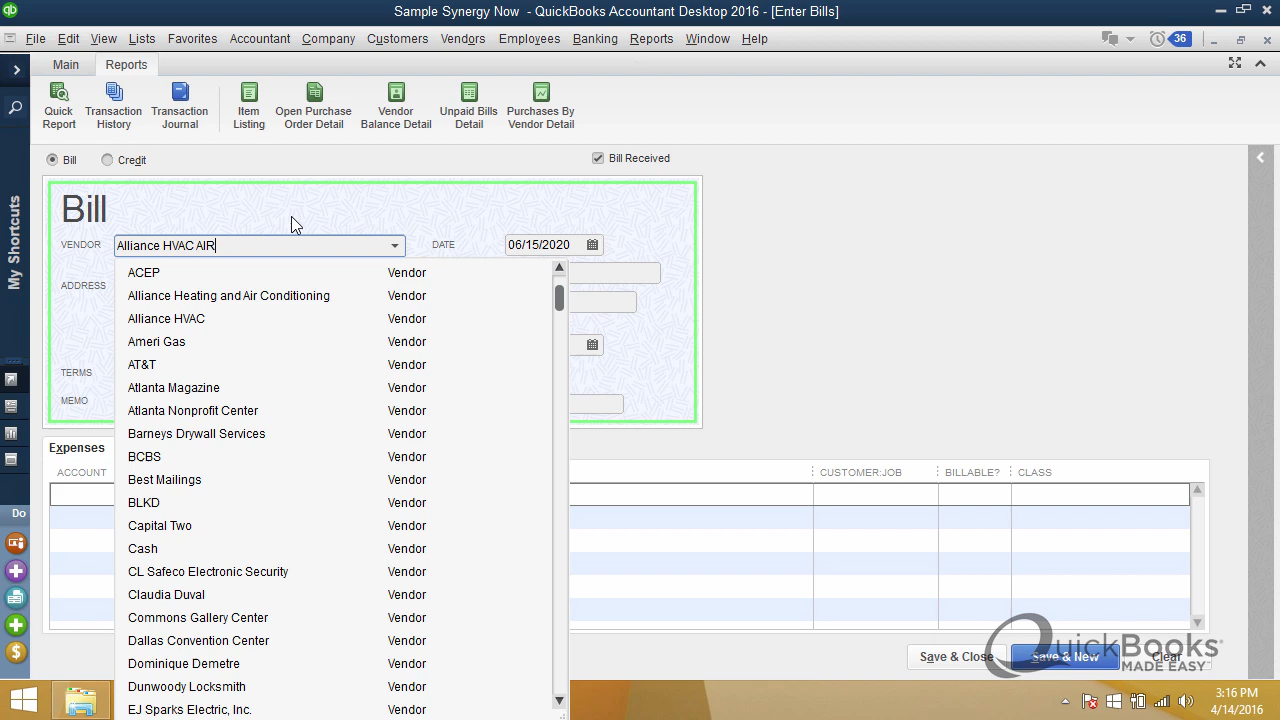 Sample Synergy Now - QuickBooks Accountant Desktop 2016 - [Enter Bills]
File Edit View Lists Favorites Accountant Company Customers Vendors Employees Banking Reports Window Help 36
Main Reports
Quick Report
Transaction History
Transaction Journal
Item Listing
Open Purchase Order Detail
Vendor Balance Detail
Unpaid Bills Detail
Purchases By Vendor Detail
My Shortcuts
Bill Credit Bill Received
Bill
VENDOR Alliance HVAC AIR DATE 06/15/2020
ADDRESS
TERMS
MEMO
ACEP Vendor
Alliance Heating and Air Conditioning Vendor
Alliance HVAC Vendor
Ameri Gas Vendor
AT&T Vendor
Atlanta Magazine Vendor
Atlanta Nonprofit Center Vendor
Barneys Drywall Services Vendor
BCBS Vendor
Best Mailings Vendor
BLKD Vendor
Capital Two Vendor
Cash Vendor
CL Safeco Electronic Security Vendor
Claudia Duval Vendor
Commons Gallery Center Vendor
Dallas Convention Center Vendor
Dominique Demetre Vendor
Dunwoody Locksmith Vendor
EJ Sparks Electric, Inc. Vendor
Expenses
ACCOUNT CUSTOMER:JOB BILLABLE? CLASS
Do
Save & Close Save & New Clear
QuickBooks
MADE EASY
3:16 PM
4/14/2016